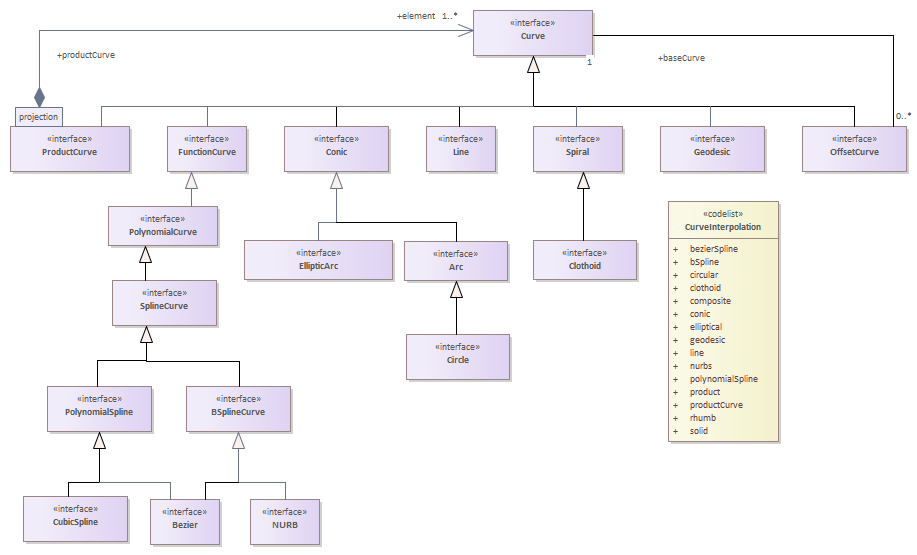 +element 1..*
«interface»
Curve
+productCurve
1
+baseCurve
projection
0..*
«interface»
ProductCurve
«interface»
FunctionCurve
«interface»
Conic
«interface»
Line
«interface»
Spiral
«interface»
Geodesic
«interface»
OffsetCurve
«interface»
PolynomialCurve
«interface»
EllipticArc
«interface»
Arc
«interface»
Clothoid
«codelist»
CurveInterpolation
+ bezierSpline
+ bSpline
+ circular
+ clothoid
+ composite
+ conic
+ elliptical
+ geodesic
+ line
+ nurbs
+ polynomialSpline
+ product
+ productCurve
+ rhumb
+ solid
«interface»
SplineCurve
«interface»
Circle
«interface»
PolynomialSpline
«interface»
BSplineCurve
«interface»
CubicSpline
«interface»
Bezier
«interface»
NURB